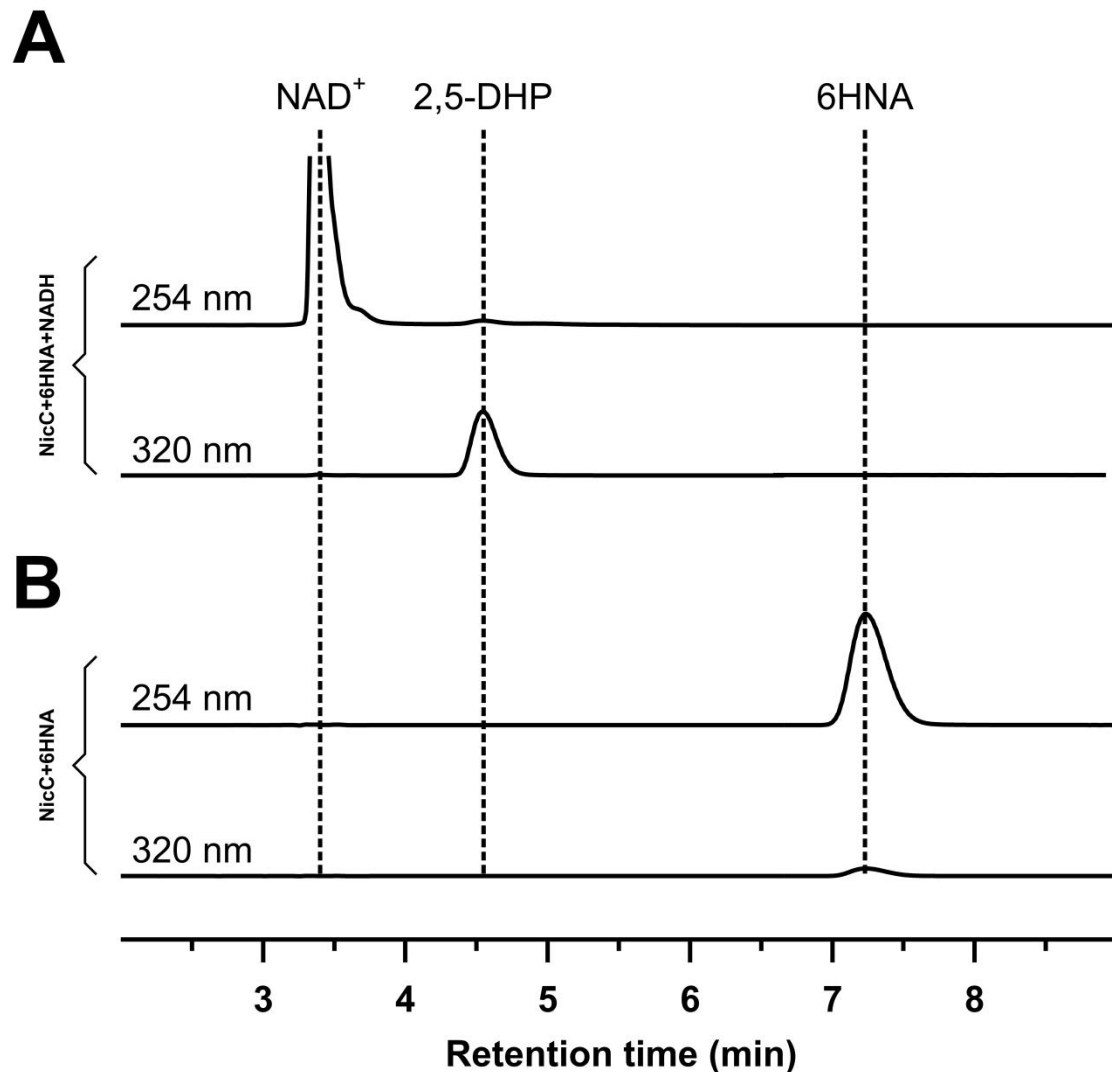 A
NAD⁺ 2,5-DHP 6HNA
NicC+6HNA+NADH
254 nm
320 nm
B
NicC+6HNA
254 nm
320 nm
3 4 5 6 7 8
Retention time (min)